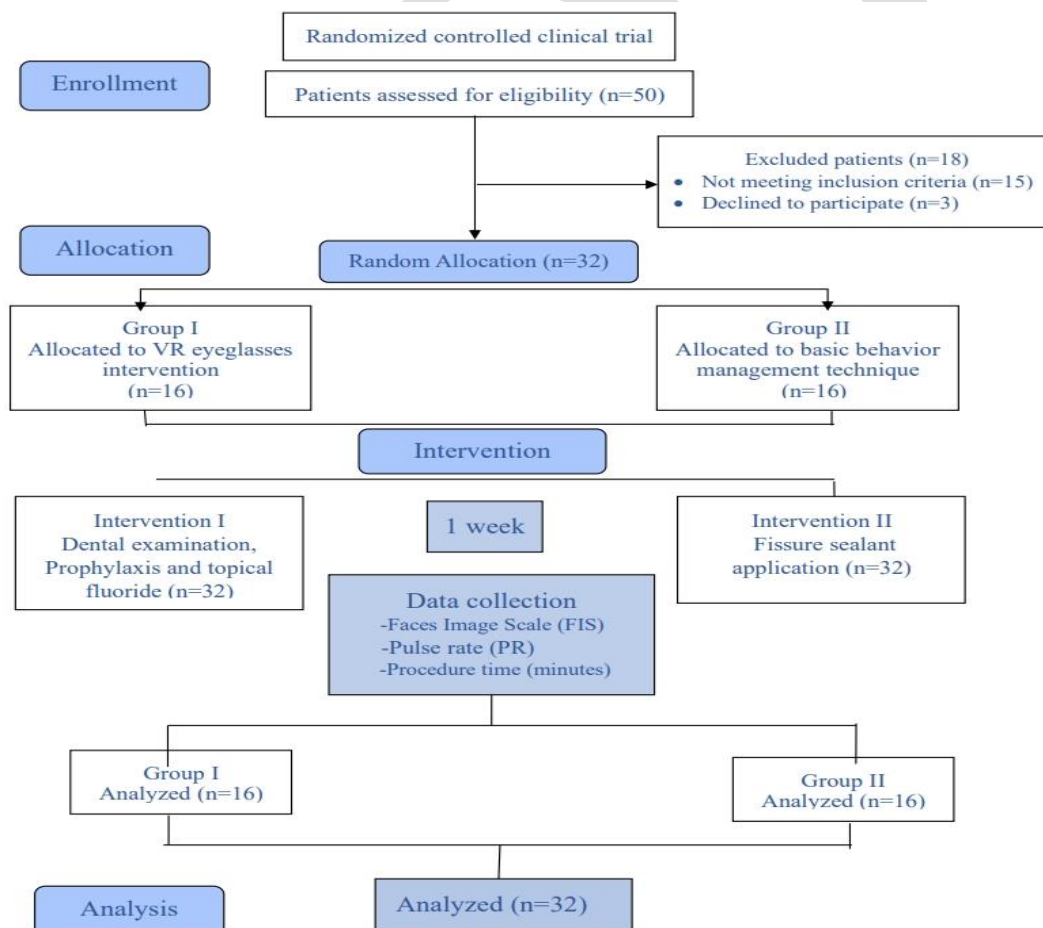 Randomized controlled clinical trial
Enrollment
Patients assessed for eligibility (n=50)
Excluded patients (n=18)
• Not meeting inclusion criteria (n=15)
• Declined to participate (n=3)
Allocation
Random Allocation (n=32)
Group I
Allocated to VR eyeglasses
intervention
(n=16)
Group II
Allocated to basic behavior
management technique
(n=16)
Intervention
Intervention I
Dental examination,
Prophylaxis and topical
fluoride (n=32)
1 week
Intervention II
Fissure sealant
application (n=32)
Data collection
-Faces Image Scale (FIS)
-Pulse rate (PR)
-Procedure time (minutes)
Group I
Analyzed (n=16)
Group II
Analyzed (n=16)
Analysis
Analyzed (n=32)